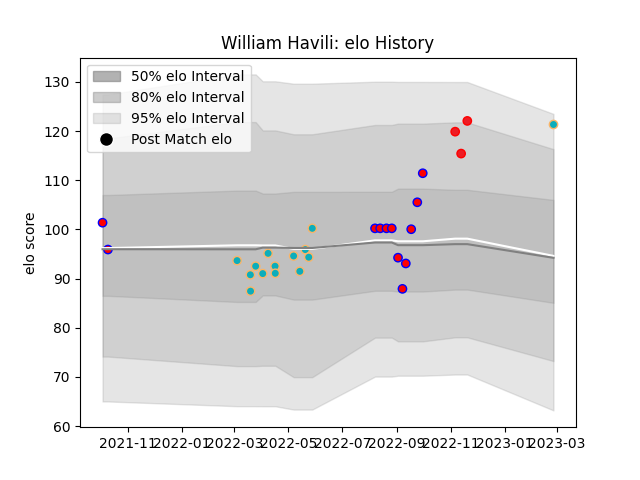 William Havili: elo History
50% elo Interval
80% elo Interval
95% elo Interval
Post Match elo
elo score
130
120
110
100
90
80
70
60
2021-11 2022-01 2022-03 2022-05 2022-07 2022-09 2022-11 2023-01 2023-03